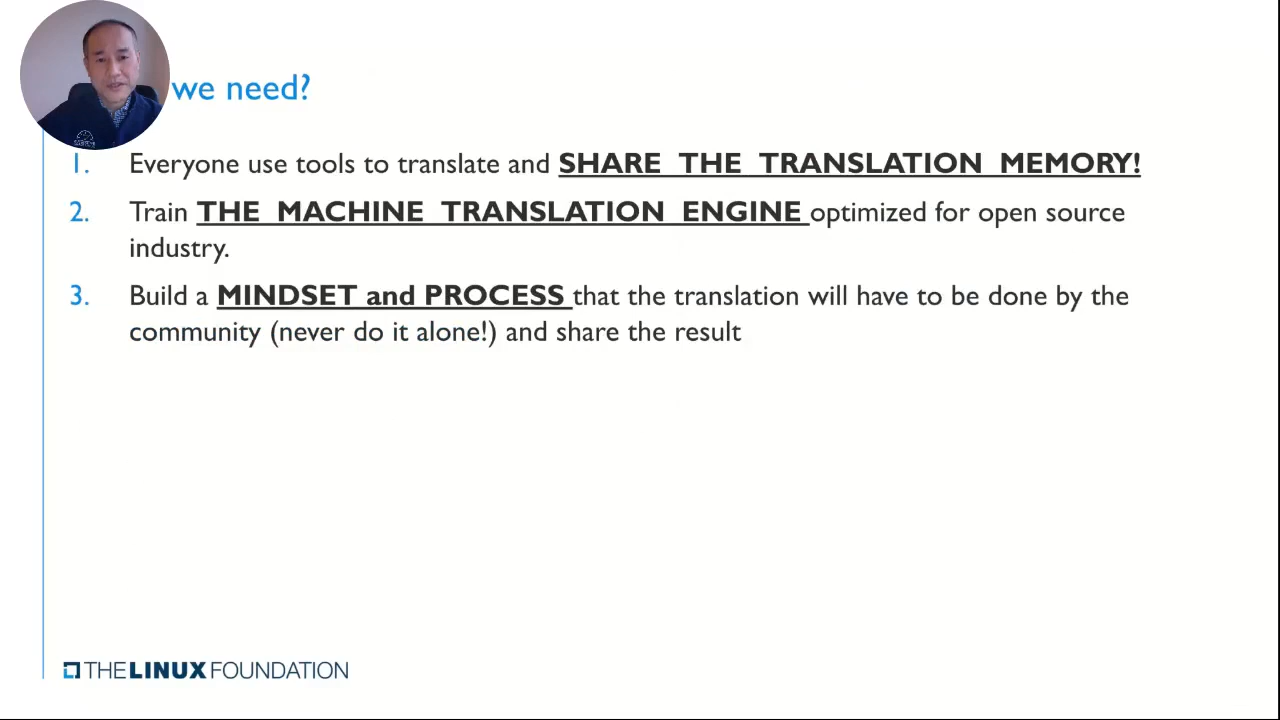 we need?
1. Everyone use tools to translate and SHARE THE TRANSLATION MEMORY!
2. Train THE MACHINE TRANSLATION ENGINE optimized for open source
industry.
3. Build a MINDSET and PROCESS that the translation will have to be done by the
community (never do it alone!) and share the result
THE LINUX FOUNDATION